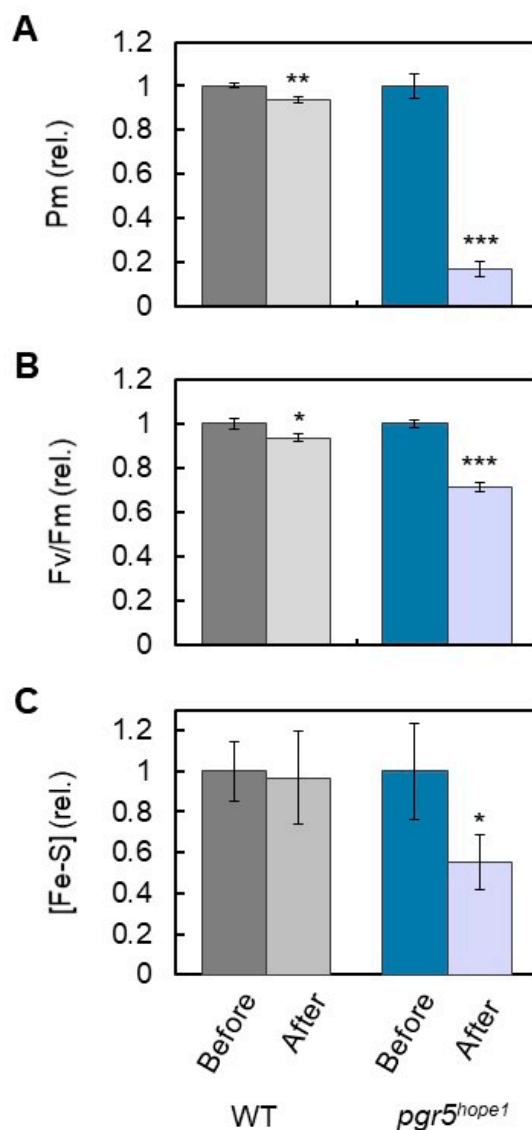 A
Pm (rel.)
1.2
1
0.8
0.6
0.4
0.2
0
**
***
B
Fv/Fm (rel.)
1.2
1
0.8
0.6
0.4
0.2
0
*
***
C
[Fe-S] (rel.)
1.2
1
0.8
0.6
0.4
0.2
0
*
Before
After
Before
After
WT
pgr5hope1